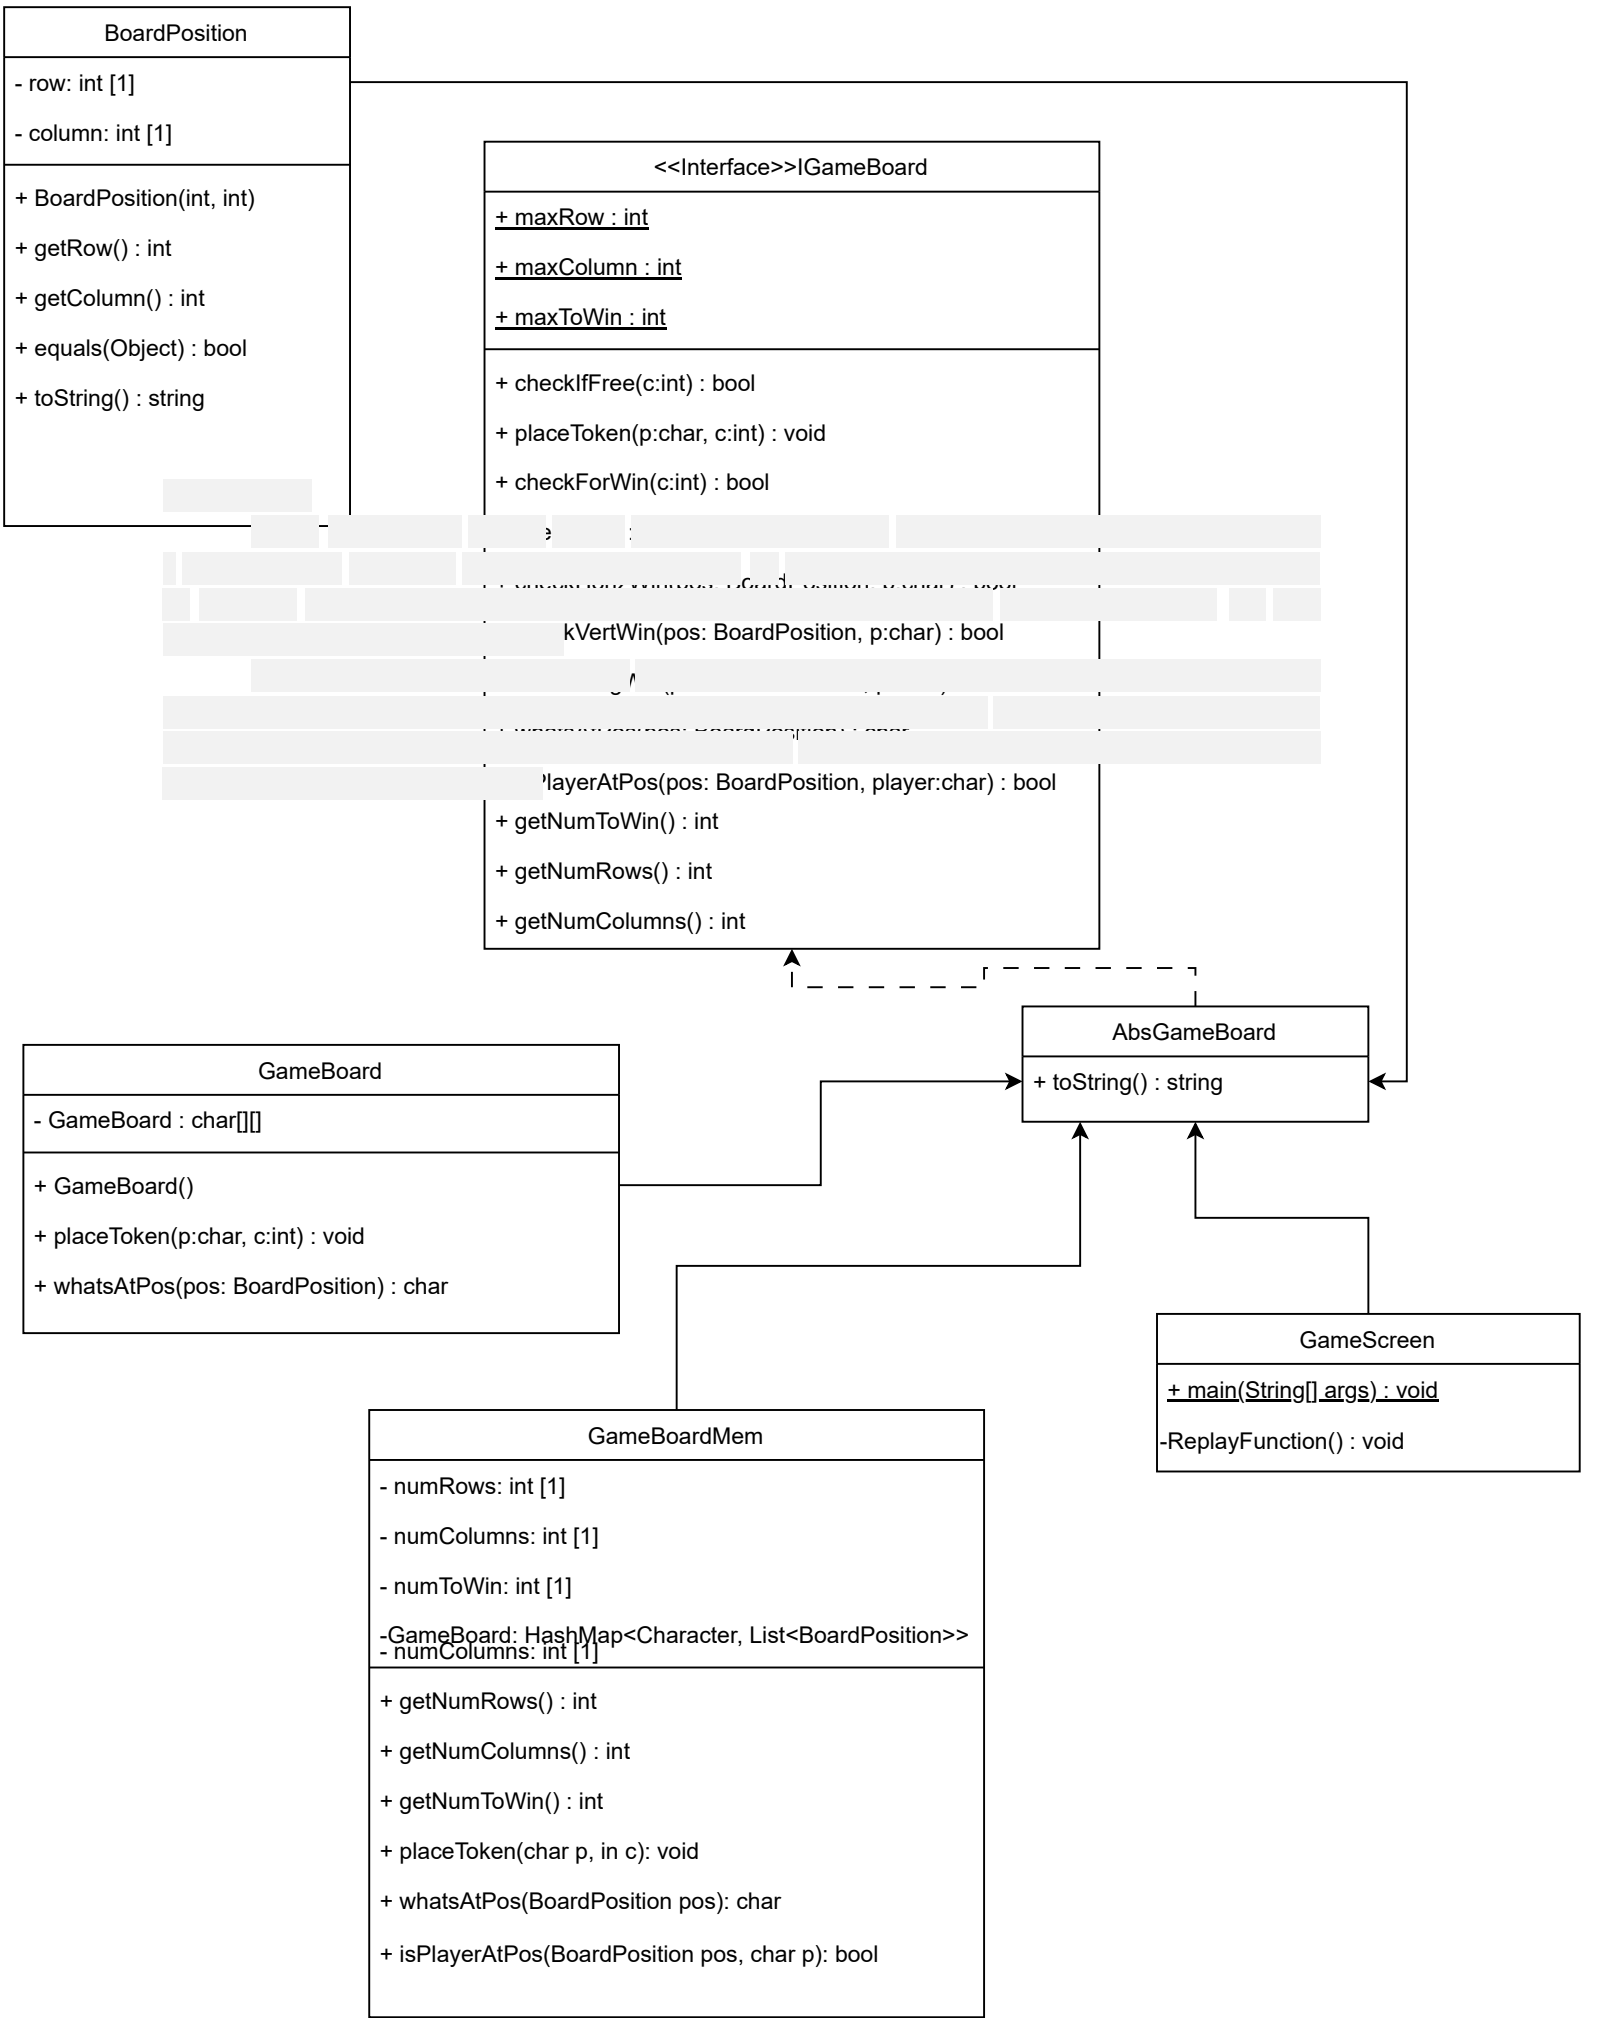 BoardPosition
- row: int [1]
- column: int [1]
+ BoardPosition(int, int)
+ getRow() : int
+ getColumn() : int
+ equals(Object) : bool
+ toString() : string
<<Interface>>IGameBoard
+ maxRow : int
+ maxColumn : int
+ maxToWin : int
+ checkIfFree(c:int) : bool
+ placeToken(p:char, c:int) : void
+ checkForWin(c:int) : bool
kVertWin(pos: BoardPosition, p:char) : bool
PlayerAtPos(pos: BoardPosition, player:char) : bool
+ getNumToWin() : int
+ getNumRows() : int
+ getNumColumns() : int
AbsGameBoard
+ toString() : string
GameBoard
- GameBoard : char[][]
+ GameBoard()
+ placeToken(p:char, c:int) : void
+ whatsAtPos(pos: BoardPosition) : char
GameScreen
+ main(String[] args) : void
-ReplayFunction() : void
GameBoardMem
- numRows: int [1]
- numColumns: int [1]
- numToWin: int [1]
-GameBoard: HashMap<Character, List<BoardPosition>>
- numColumns: int [1]
+ getNumRows() : int
+ getNumColumns() : int
+ getNumToWin() : int
+ placeToken(char p, in c): void
+ whatsAtPos(BoardPosition pos): char
+ isPlayerAtPos(BoardPosition pos, char p): bool